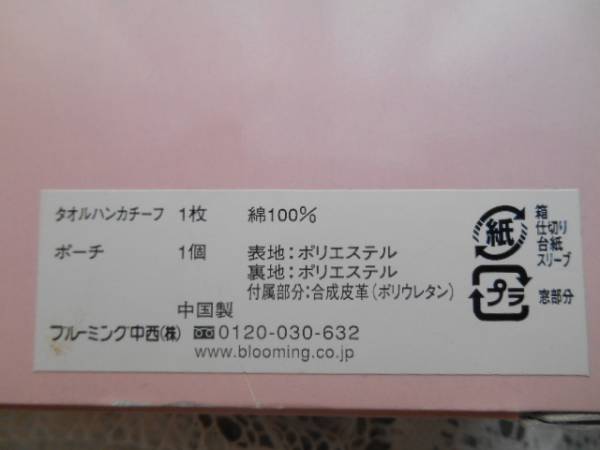 タオルハンカチーフ 1枚 綿100%
ポーチ 1個 表地:ポリエステル
裏地:ポリエステル
付属部分:合成皮革(ポリウレタン)
中国製
ブルーミング中西(株) 0120-030-632
www.blooming.co.jp
紙 箱
仕切り
台紙
スリーブ
プラ 窓部分